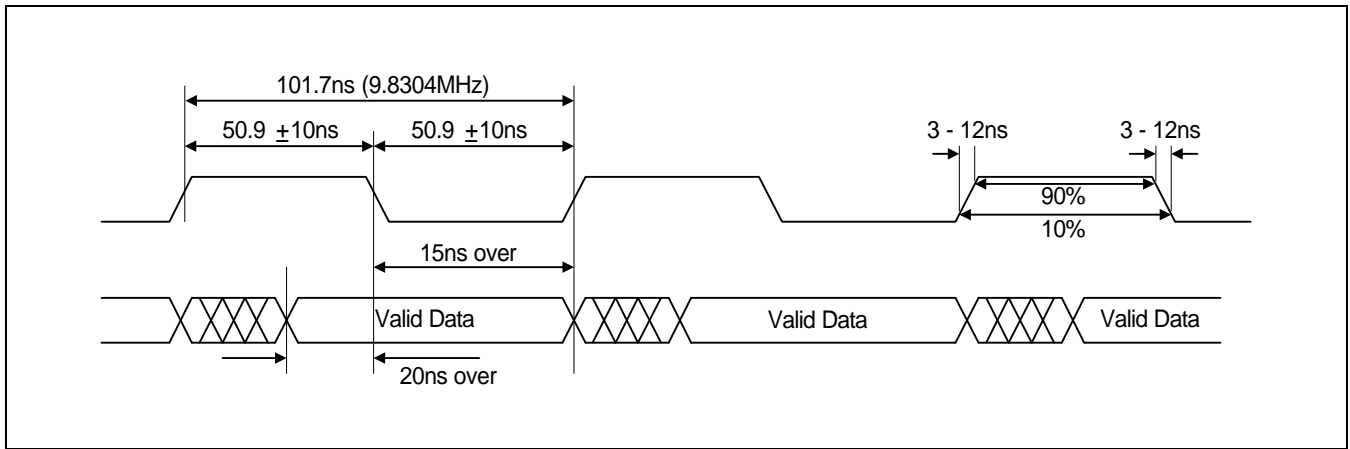 101.7ns (9.8304MHz)
50.9 ±10ns
50.9 ±10ns
3 - 12ns
3 - 12ns
90%
10%
15ns over
Valid Data
Valid Data
Valid Data
20ns over